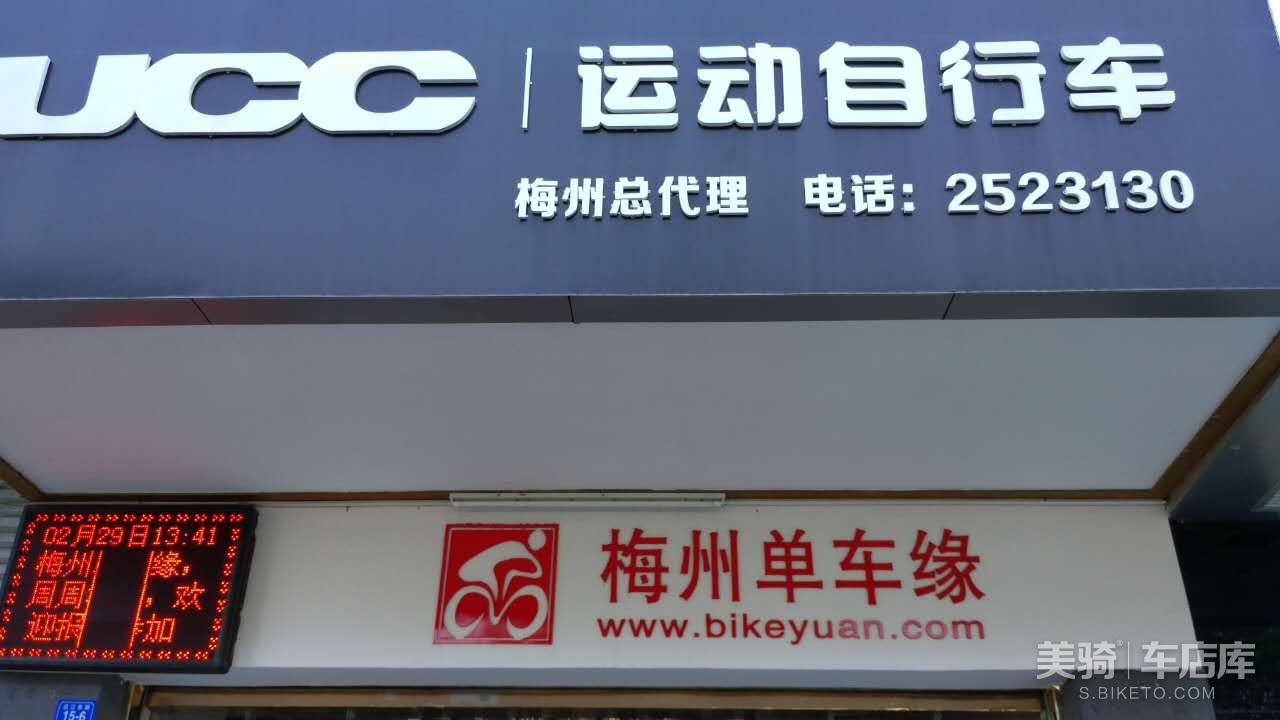 UCC | 运动自行车
梅州总代理 电话：2523130
02月29日13:41
梅州 缘，
周周 ，欢
迎报 加
梅州单车缘
www.bikeyuan.com
15-6
美骑®|车店库
S.BIKETO.COM